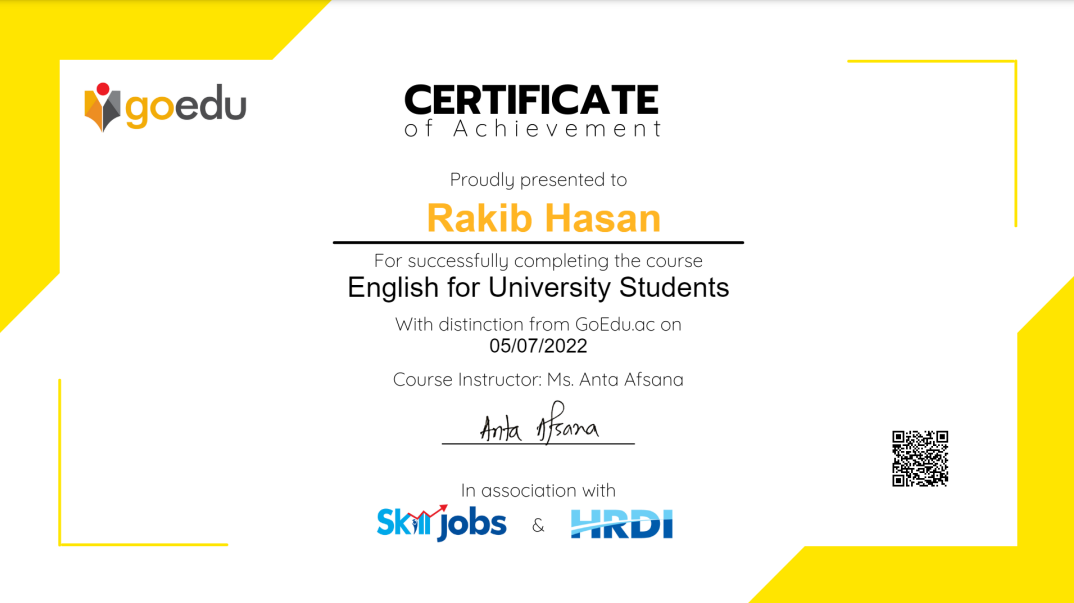 goedu
CERTIFICATE
of Achievement
Proudly presented to
Rakib Hasan
For successfully completing the course
English for University Students
With distinction from GoEdu.ac on
05/07/2022
Course Instructor: Ms. Anta Afsana
Anta Afsana
In association with
Skill jobs & HRDI